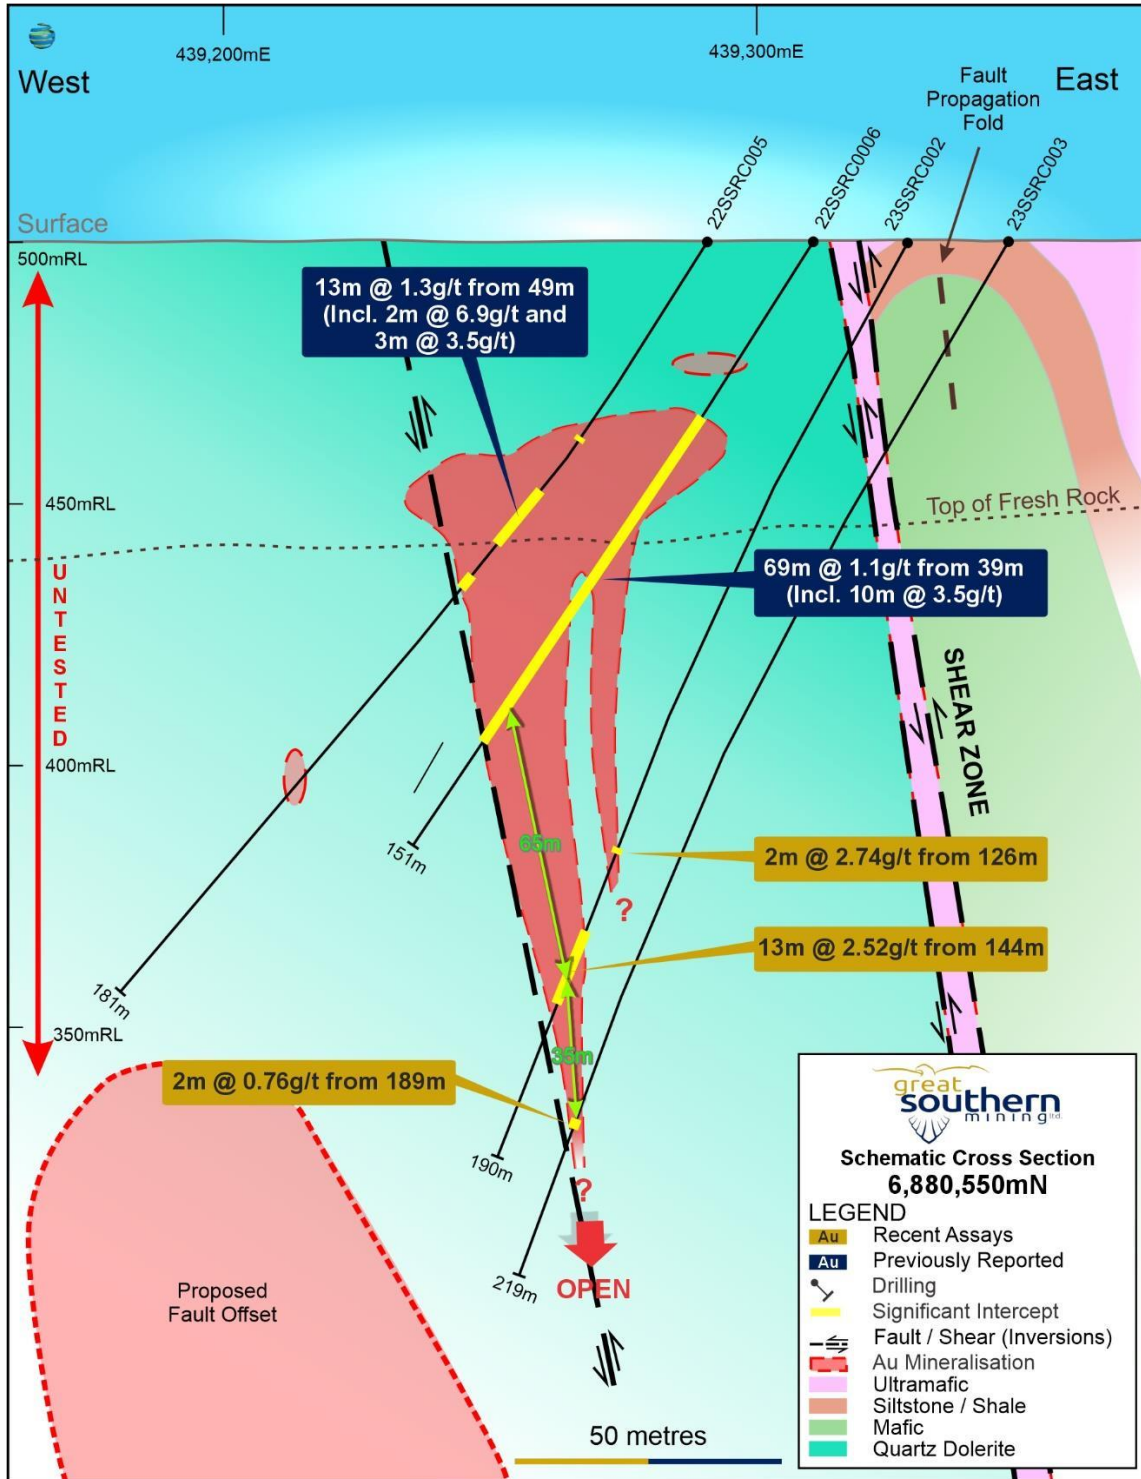 439,200mE
439,300mE
West
East
Fault
Propagation
Fold
22SSRC005
22SSRC0006
23SSRC002
23SSRC003
Surface
500mRL
13m @ 1.3g/t from 49m
(Incl. 2m @ 6.9g/t and
3m @ 3.5g/t)
450mRL
Top of Fresh Rock
UNTESTED
69m @ 1.1g/t from 39m
(Incl. 10m @ 3.5g/t)
SHEAR ZONE
400mRL
65m
151m
2m @ 2.74g/t from 126m
?
13m @ 2.52g/t from 144m
181m
350mRL
35m
2m @ 0.76g/t from 189m
190m
?
219m
OPEN
Proposed
Fault Offset
50 metres
great
southern
mining ltd.
Schematic Cross Section
6,880,550mN
LEGEND
Au Recent Assays
Au Previously Reported
Drilling
Significant Intercept
Fault / Shear (Inversions)
Au Mineralisation
Ultramafic
Siltstone / Shale
Mafic
Quartz Dolerite